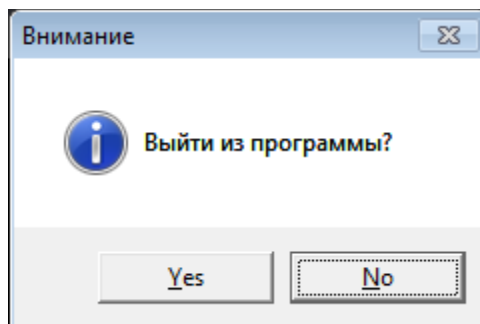 Внимание
Выйти из программы?
Yes
No